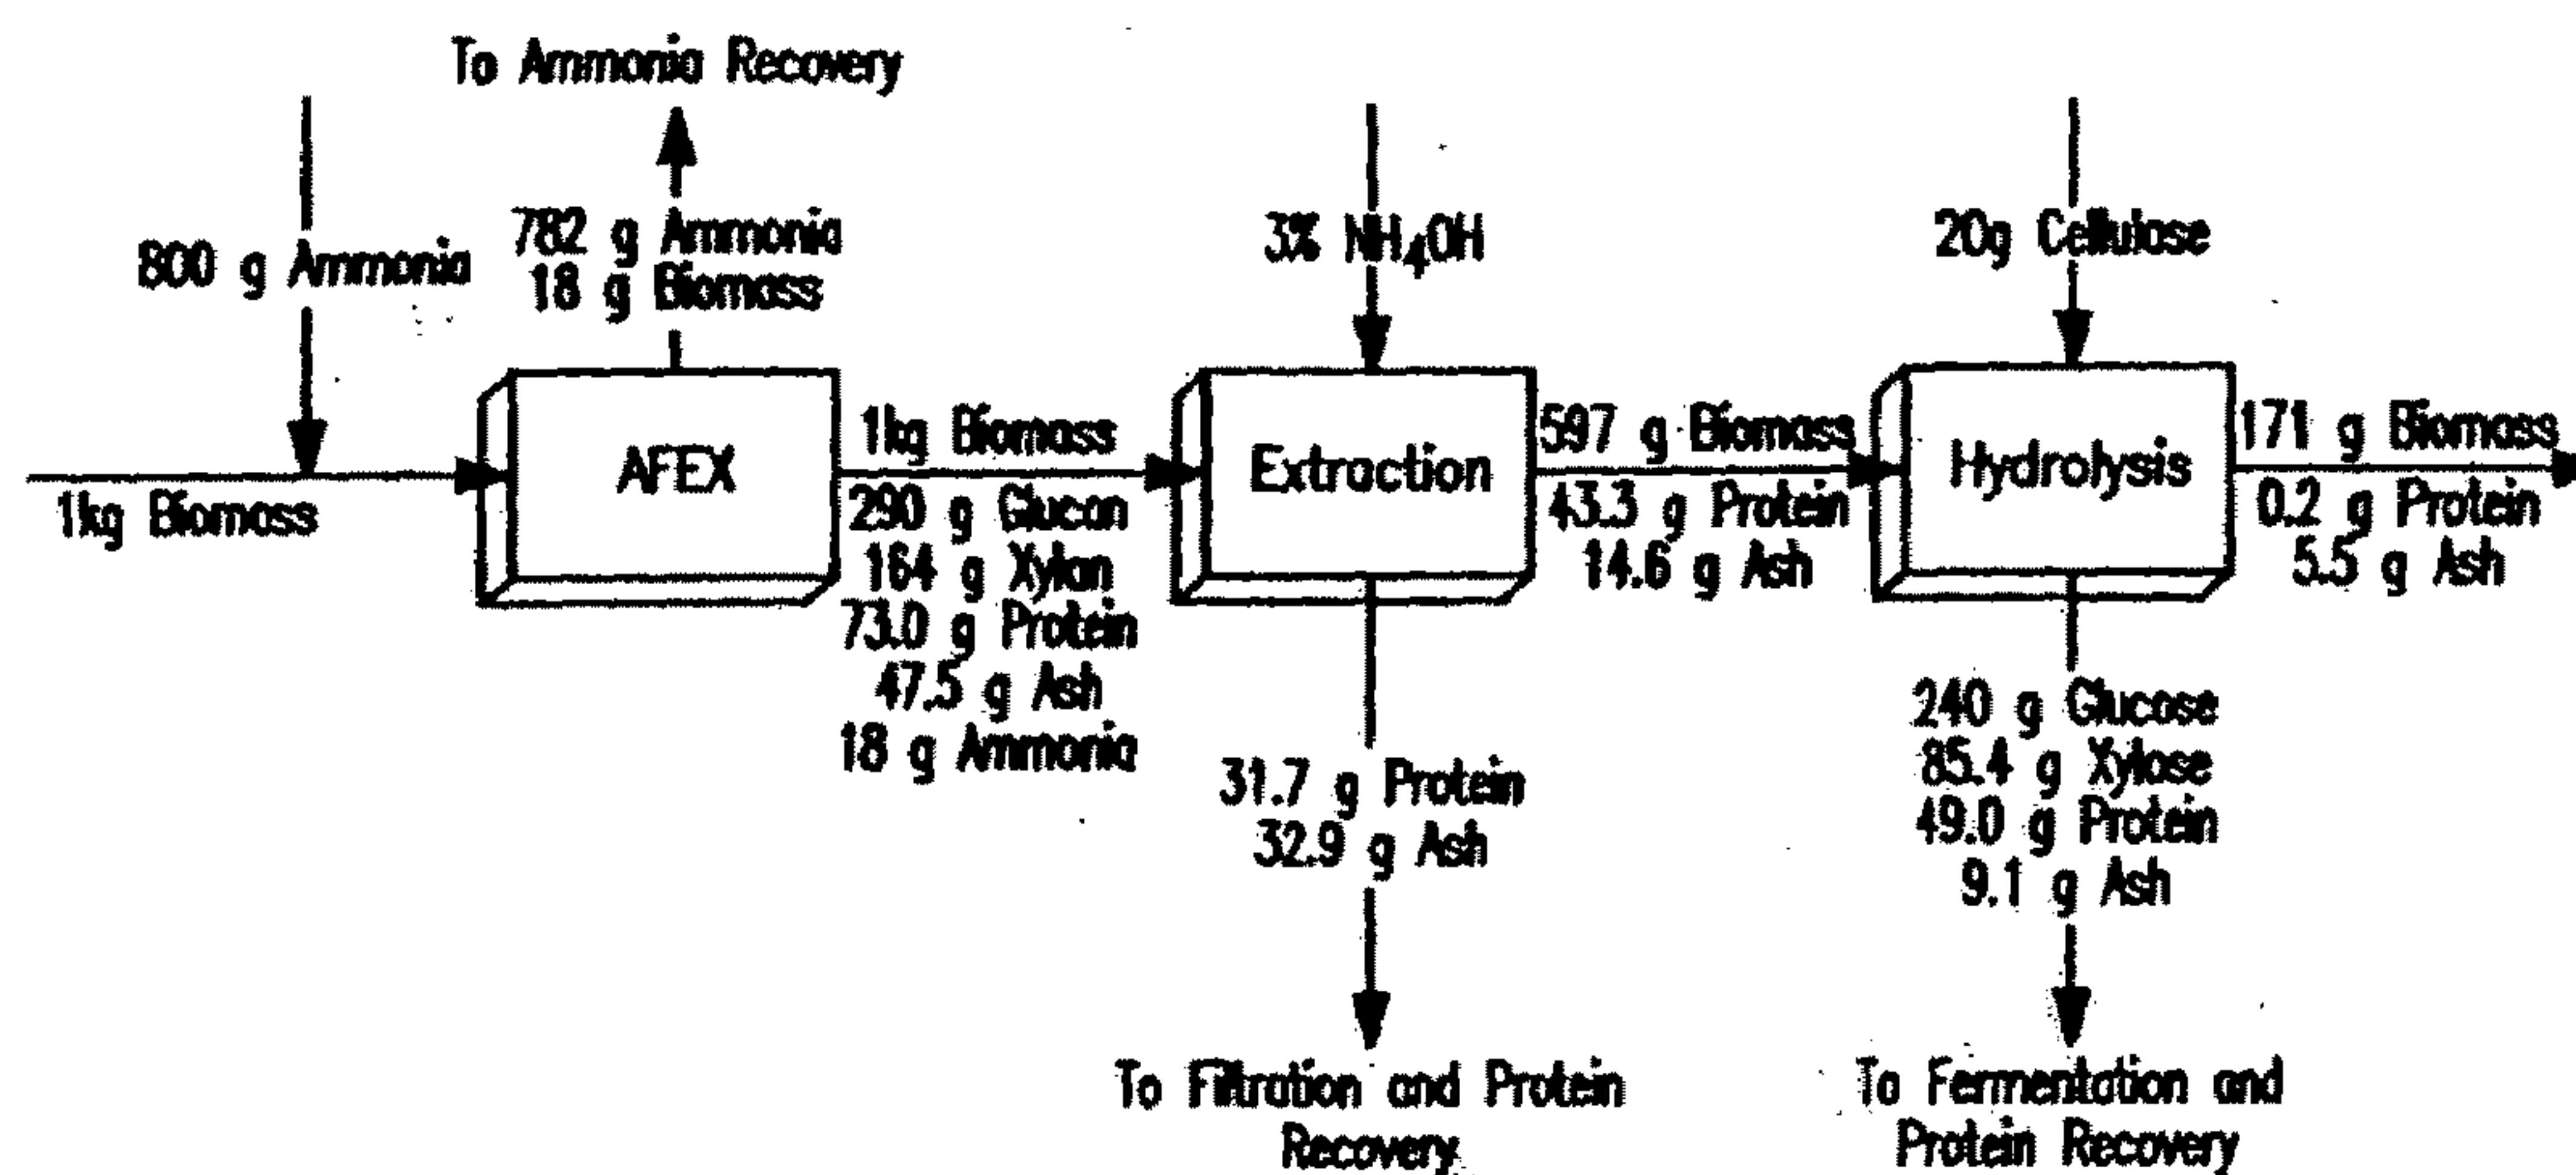 To Ammonia Recovery
800 g Ammonia
782 g Ammonia
18 g Biomass
3% NH4OH
20g Cellulose
1kg Biomass
AFEX
1kg Biomass
290 g Glucan
164 g Xylan
73.0 g Protein
47.5 g Ash
18 g Ammonia
Extraction
597 g Biomass
43.3 g Protein
14.6 g Ash
Hydrolysis
171 g Biomass
0.2 g Protein
5.5 g Ash
31.7 g Protein
32.9 g Ash
240 g Glucose
85.4 g Xylose
49.0 g Protein
9.1 g Ash
To Filtration and Protein
Recovery
To Fermentation and
Protein Recovery